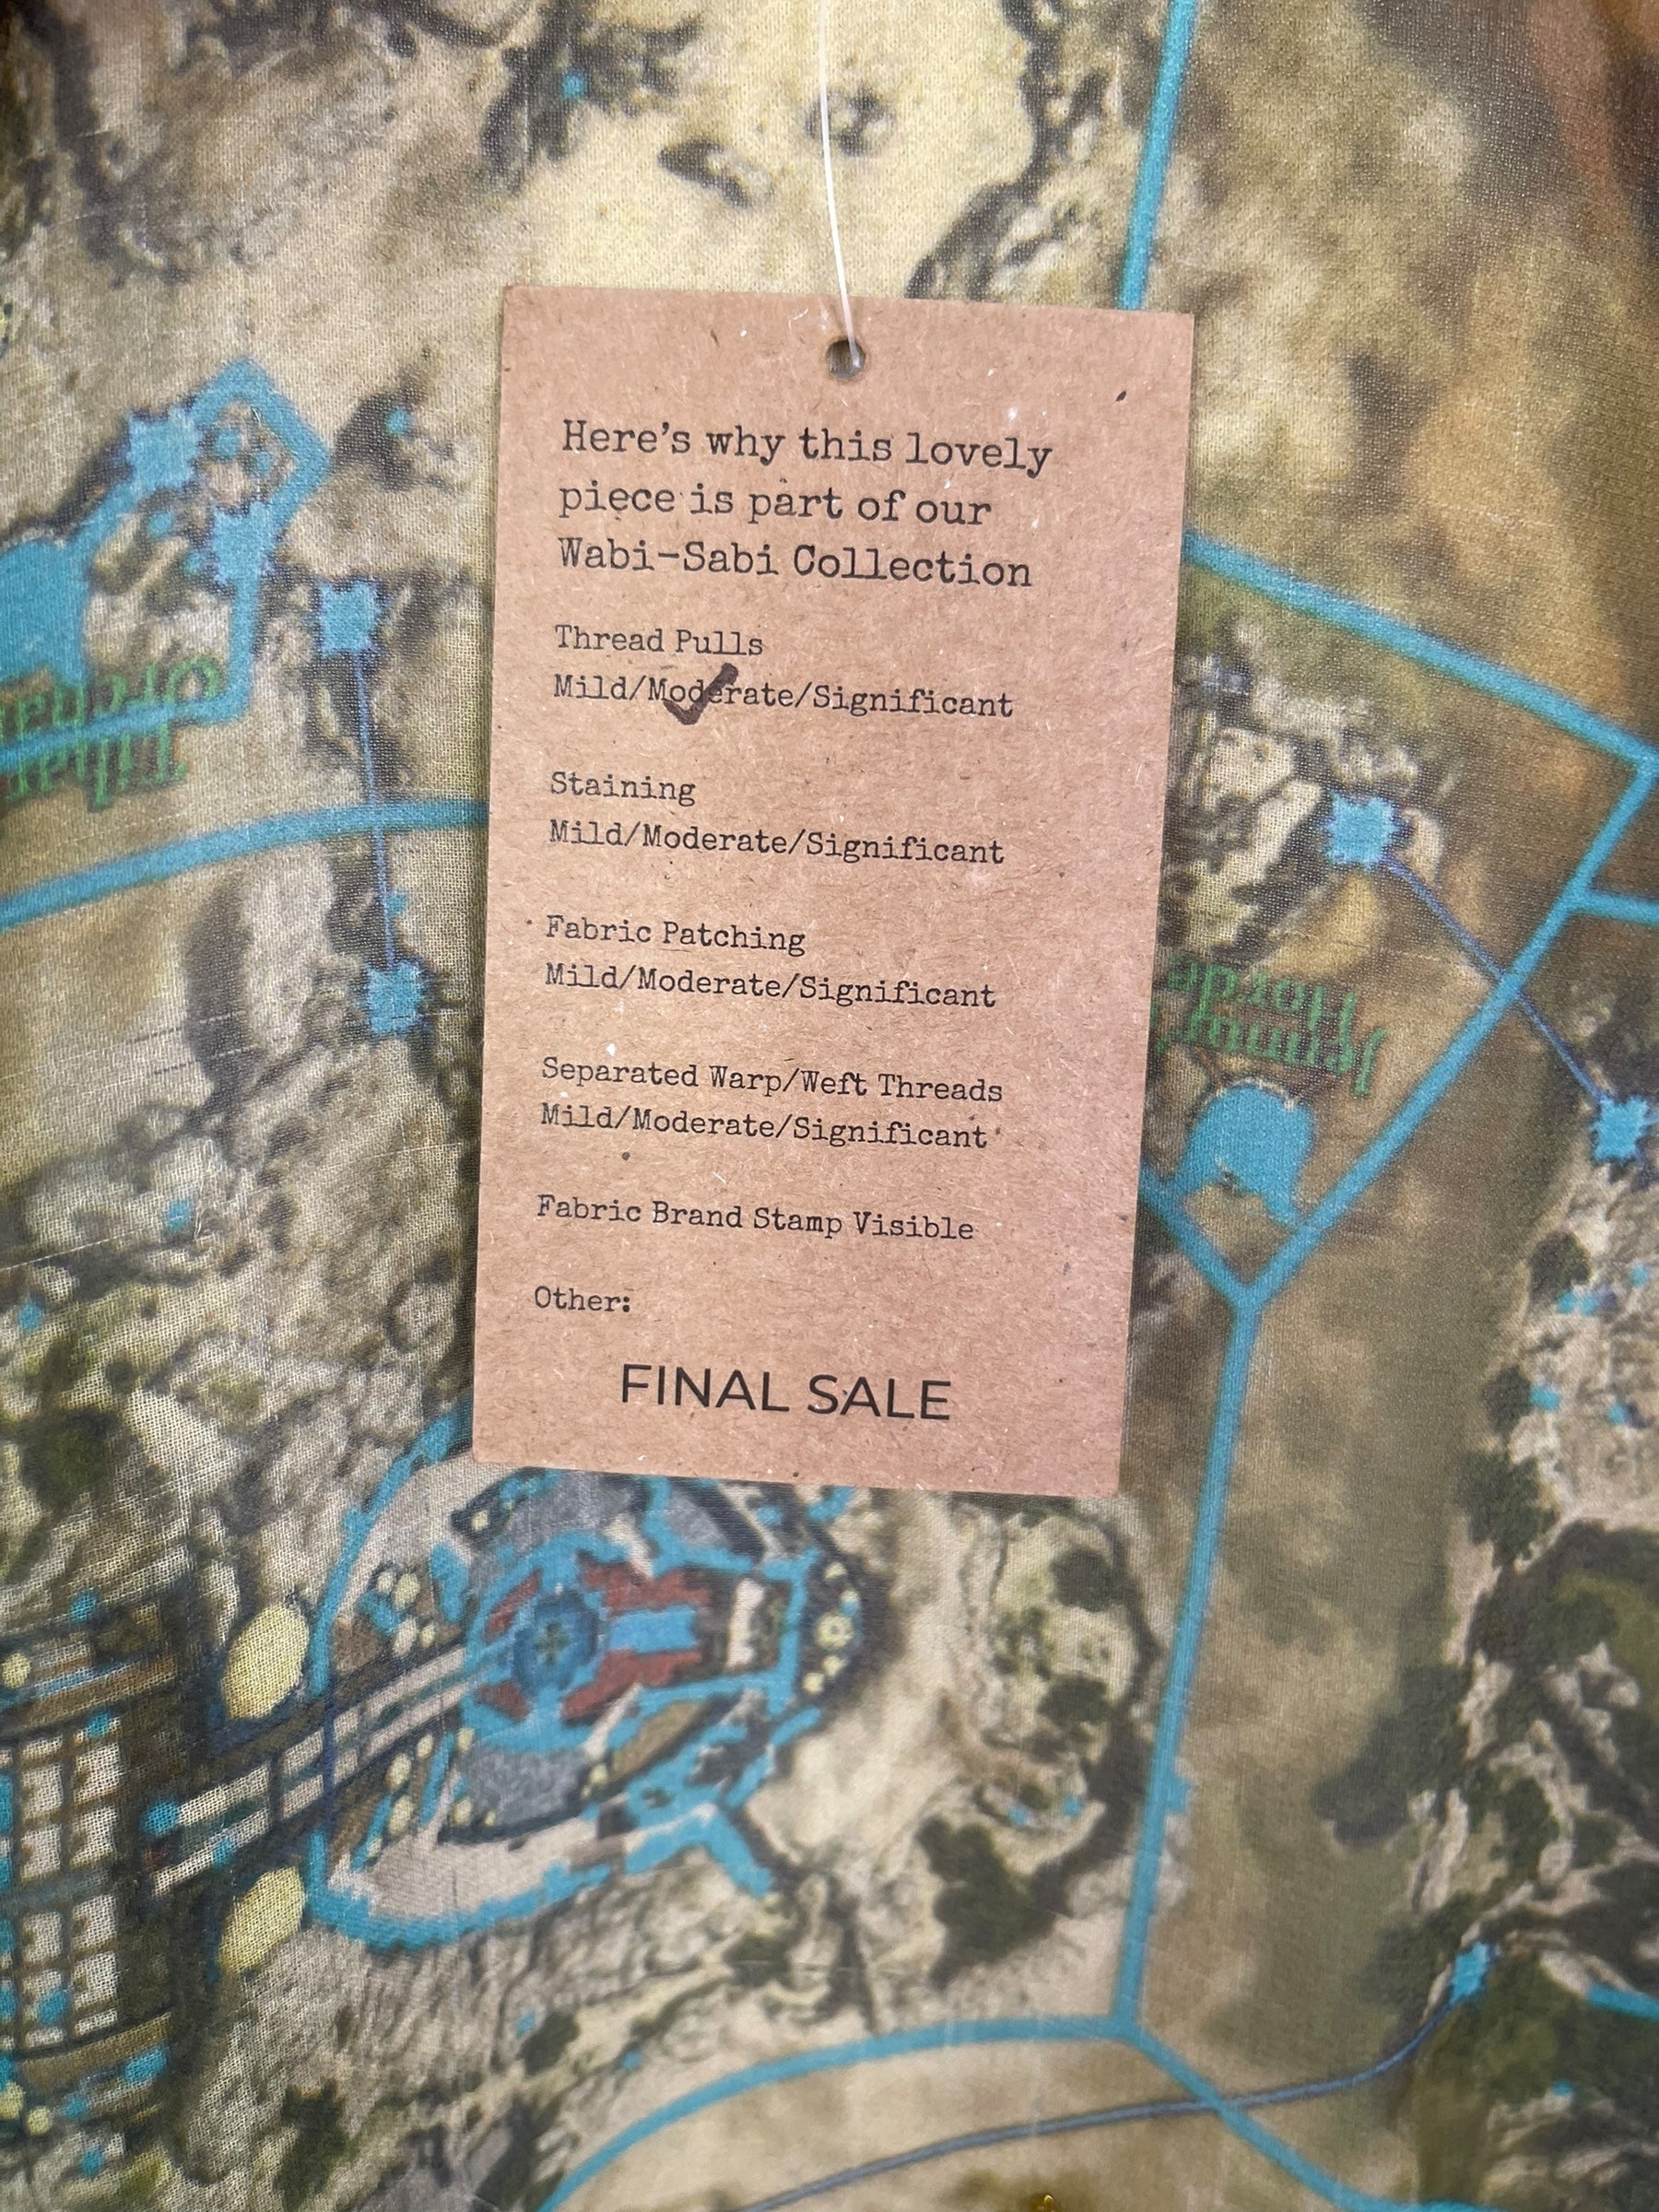 Here's why this lovely
piece is part of our
Wabi-Sabi Collection
Thread Pulls
Mild/Moderate/Significant
Staining
Mild/Moderate/Significant
Fabric Patching
Mild/Moderate/Significant
Separated Warp/Weft Threads
Mild/Moderate/Significant
Fabric Brand Stamp Visible
Other:
FINAL SALE